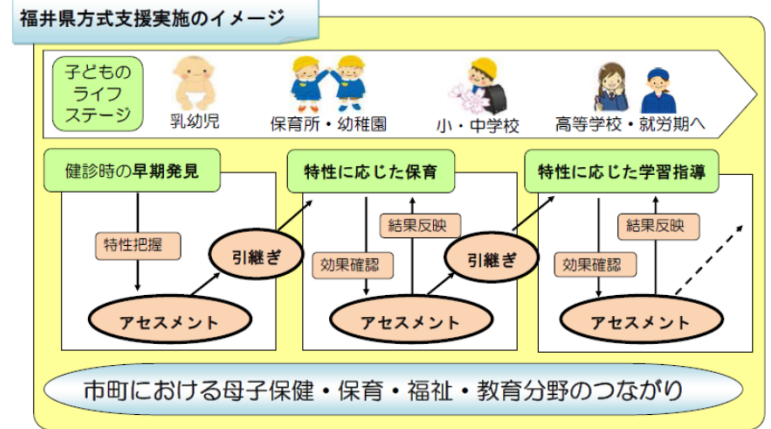 福井県方式支援実施のイメージ
子どもの
ライフ
ステージ
乳幼児
保育所・幼稚園
小・中学校
高等学校・就労期へ
健診時の早期発見
特性に応じた保育
特性に応じた学習指導
特性把握
引継ぎ
結果反映
効果確認
引継ぎ
結果反映
効果確認
アセスメント
アセスメント
アセスメント
市町における母子保健・保育・福祉・教育分野のつながり